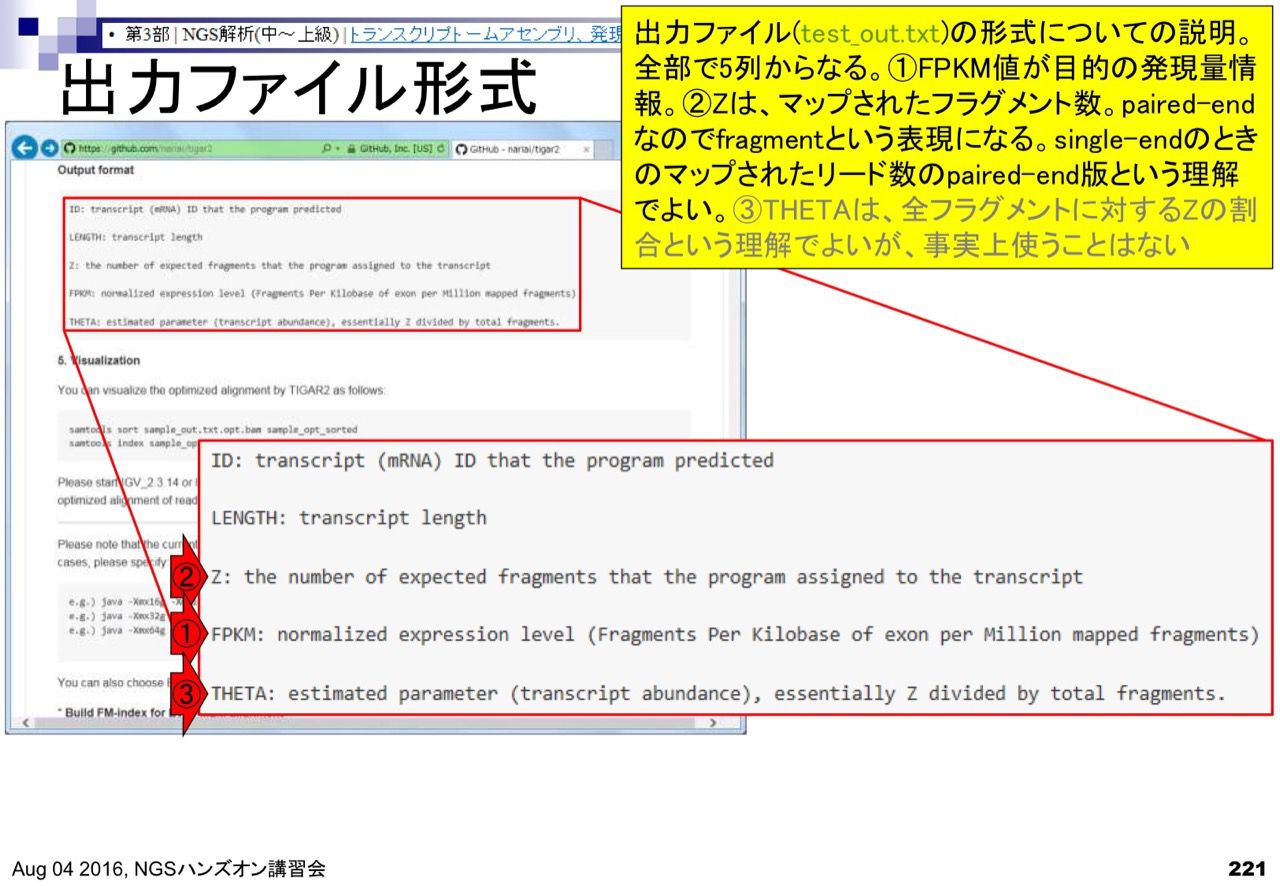 • 第3部 | NGS解析(中～上級) | トランスクリプトームアセンブリ、発現
出力ファイル形式
出力ファイル(test_out.txt)の形式についての説明。
全部で5列からなる。①FPKM値が目的の発現量情
報。②Zは、マップされたフラグメント数。paired-end
なのでfragmentという表現になる。single-endのとき
のマップされたリード数のpaired-end版という理解
でよい。③THETAは、全フラグメントに対するZの割
合という理解でよいが、事実上使うことはない
https://github.com/nariai/tigar2
GitHub, Inc. [US]
GitHub - nariai/tigar2
Output format
ID: transcript (mRNA) ID that the program predicted
LENGTH: transcript length
Z: the number of expected fragments that the program assigned to the transcript
FPKM: normalized expression level (Fragments Per Kilobase of exon per Million mapped fragments)
THETA: estimated parameter (transcript abundance), essentially Z divided by total fragments.
5. Visualization
You can visualize the optimized alignment by TIGAR2 as follows:
samtools sort sample_out.txt.opt.bam sample_opt_sorted
samtools index sample_op
Please start IGV_2.3.14 or
optimized alignment of read
Please note that the curr
cases, please specify
e.g.) java -Xmx16g
e.g.) java -Xmx32g
e.g.) java -Xmx64g
You can also choose
* Build FM-index for
ID: transcript (mRNA) ID that the program predicted
LENGTH: transcript length
② Z: the number of expected fragments that the program assigned to the transcript
① FPKM: normalized expression level (Fragments Per Kilobase of exon per Million mapped fragments)
③ THETA: estimated parameter (transcript abundance), essentially Z divided by total fragments.
Aug 04 2016, NGSハンズオン講習会
221